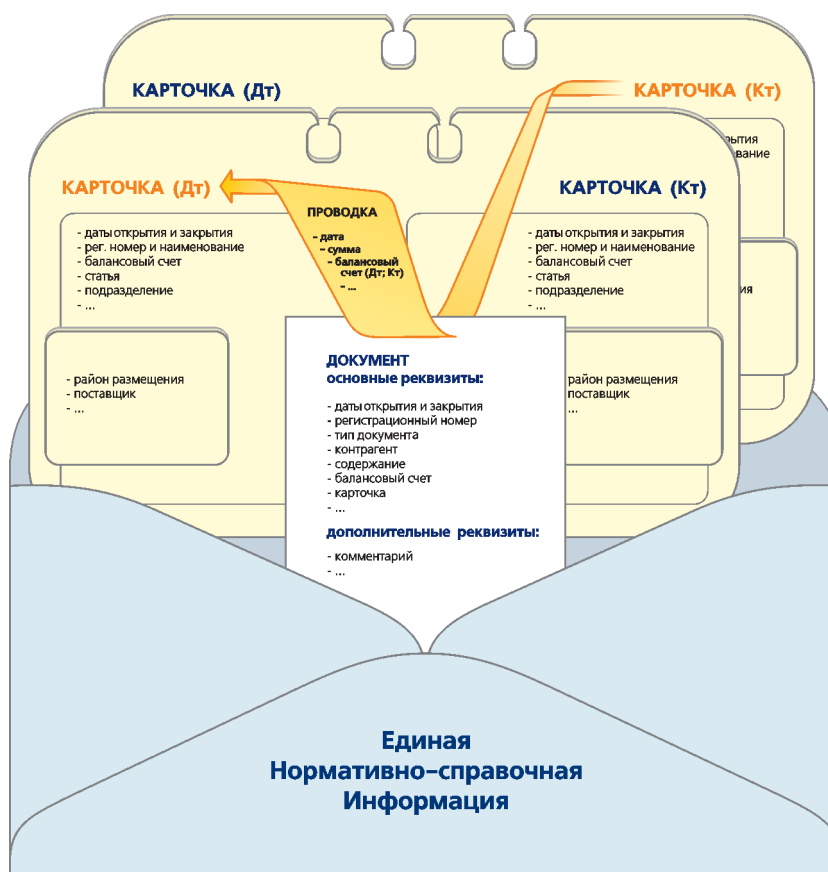 КАРТОЧКА (Дт)
КАРТОЧКА (Кт)
КАРТОЧКА (Дт)
КАРТОЧКА (Кт)
- даты открытия и закрытия
- рег. номер и наименование
- балансовый счет
- статья
- подразделение
- ...
- район размещения
- поставщик
- ...
ПРОВОДКА
- дата
- сумма
- балансовый
счет (Дт; Кт)
- ...
- даты открытия и закрытия
- рег. номер и наименование
- балансовый счет
- статья
- подразделение
- ...
район размещения
поставщик
...
ДОКУМЕНТ
основные реквизиты:
- даты открытия и закрытия
- регистрационный номер
- тип документа
- контрагент
- содержание
- балансовый счет
- карточка
- ...
дополнительные реквизиты:
- комментарий
- ...
Единая
Нормативно-справочная
Информация